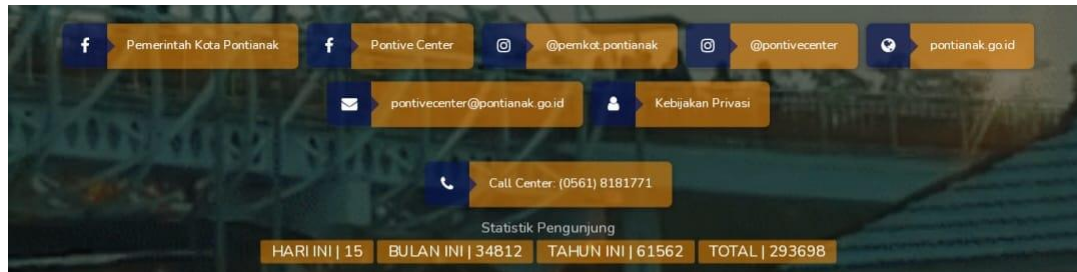 Pemerintah Kota Pontianak Pontive Center @pemkot.pontianak @pontivecenter pontianak.go.id
pontivecenter@pontianak.go.id Kebijakan Privasi
Call Center: (0561) 8181771
Statistik Pengunjung
HARI INI | 15 BULAN INI | 34812 TAHUN INI | 61562 TOTAL | 293698